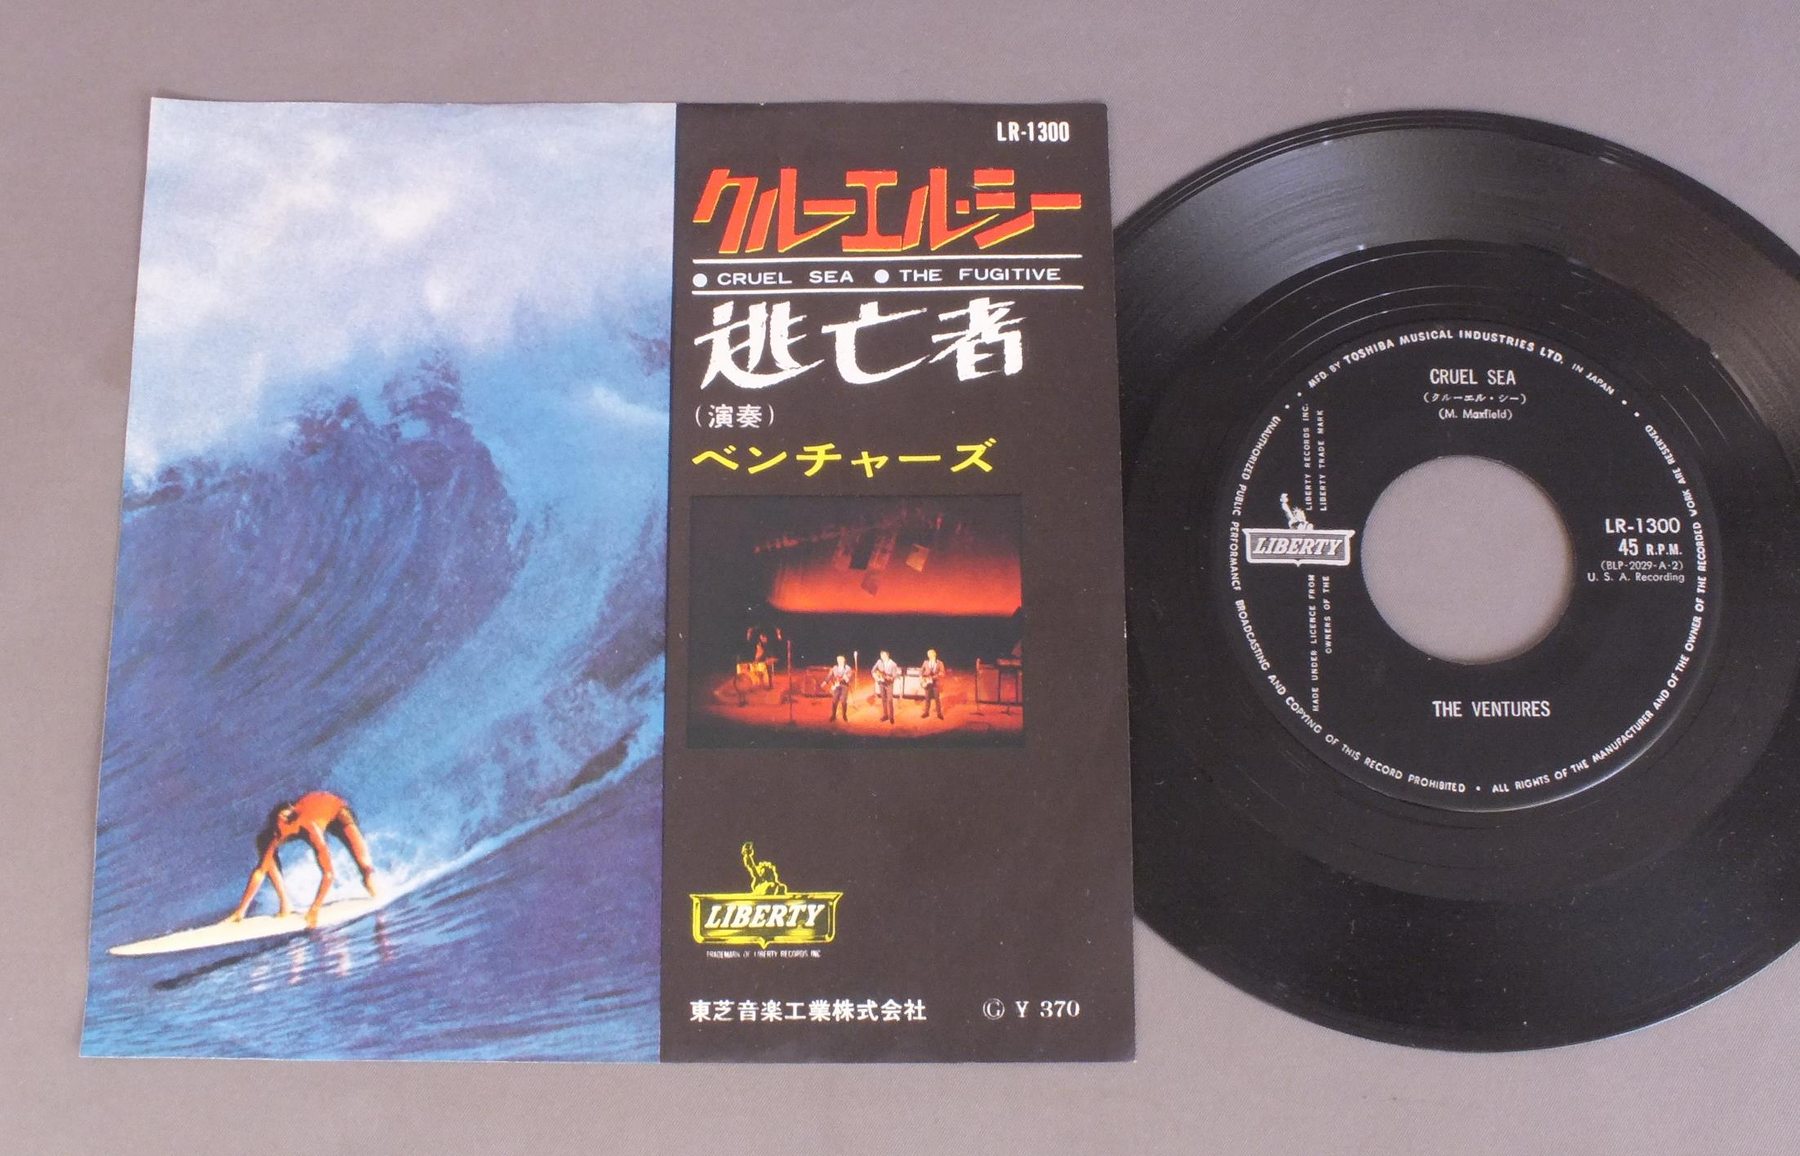 LR-1300
クルーエル・シー
● CRUEL SEA ● THE FUGITIVE
逃亡者
(演奏)
ベンチャーズ
LIBERTY
TRADEMARK OF LIBERTY RECORDS INC
東芝音楽工業株式会社
Ⓒ ¥ 370
MFD. BY TOSHIBA MUSICAL INDUSTRIES LTD. IN JAPAN
CRUEL SEA
(クルーエル・シー)
(M. Maxfield)
LIBERTY RECORDS INC.
LIBERTY TRADE MARK
LIBERTY
MADE UNDER LICENCE FROM
OWNERS OF THE
LR-1300
45 R.P.M.
(BLP-2029-A-2)
U. S. A. Recording
THE VENTURES
ALL RIGHTS OF THE MANUFACTURER AND OF THE OWNER OF THE RECORDED WORK ARE RESERVED
UNAUTHORIZED PUBLIC PERFORMANCE BROADCASTING AND COPYING OF THIS RECORD PROHIBITED